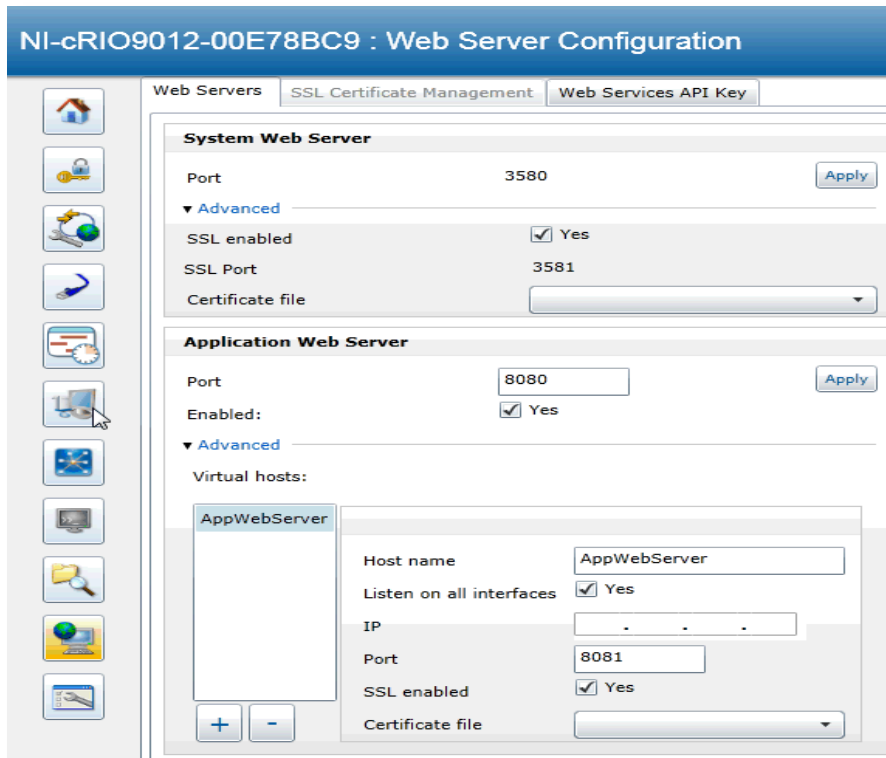 NI-cRIO9012-00E78BC9 : Web Server Configuration
Web Servers SSL Certificate Management Web Services API Key
System Web Server
Port 3580 Apply
▾ Advanced
SSL enabled Yes
SSL Port 3581
Certificate file
Application Web Server
Port 8080 Apply
Enabled: Yes
▾ Advanced
Virtual hosts:
AppWebServer
Host name AppWebServer
Listen on all interfaces Yes
IP . . .
Port 8081
SSL enabled Yes
Certificate file
+ -